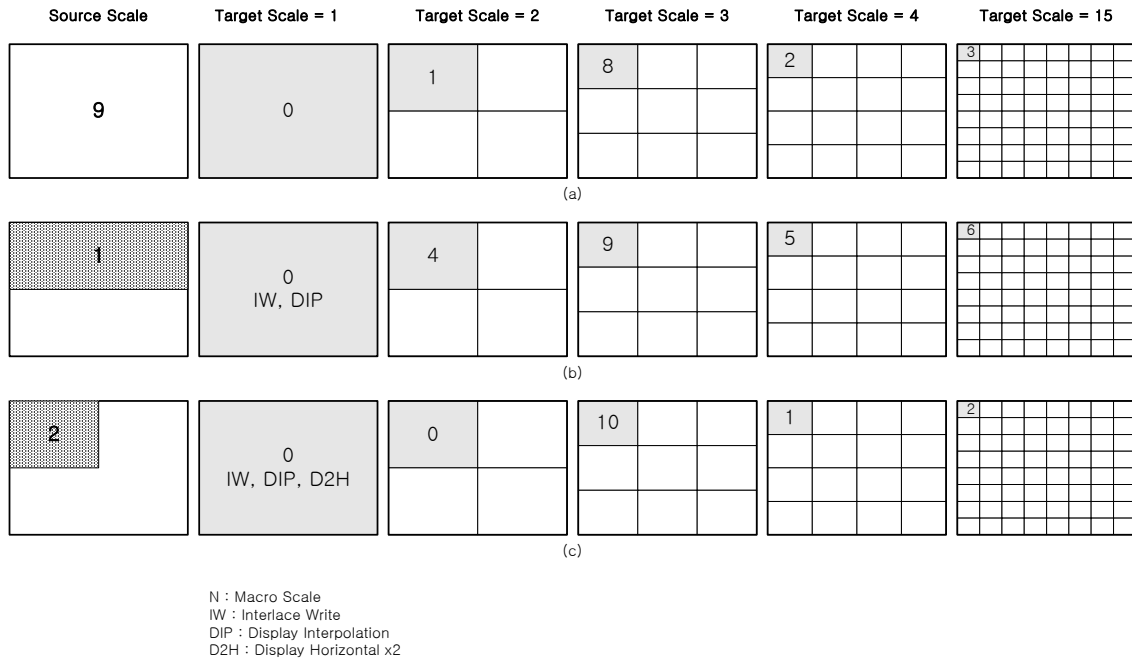 Source Scale Target Scale = 1 Target Scale = 2 Target Scale = 3 Target Scale = 4 Target Scale = 15
9 0 1 8 2 3
(a)
1 0 4 9 5 6
IW, DIP
(b)
2 0 0 10 1 2
IW, DIP, D2H
(c)
N : Macro Scale
IW : Interlace Write
DIP : Display Interpolation
D2H : Display Horizontal x2